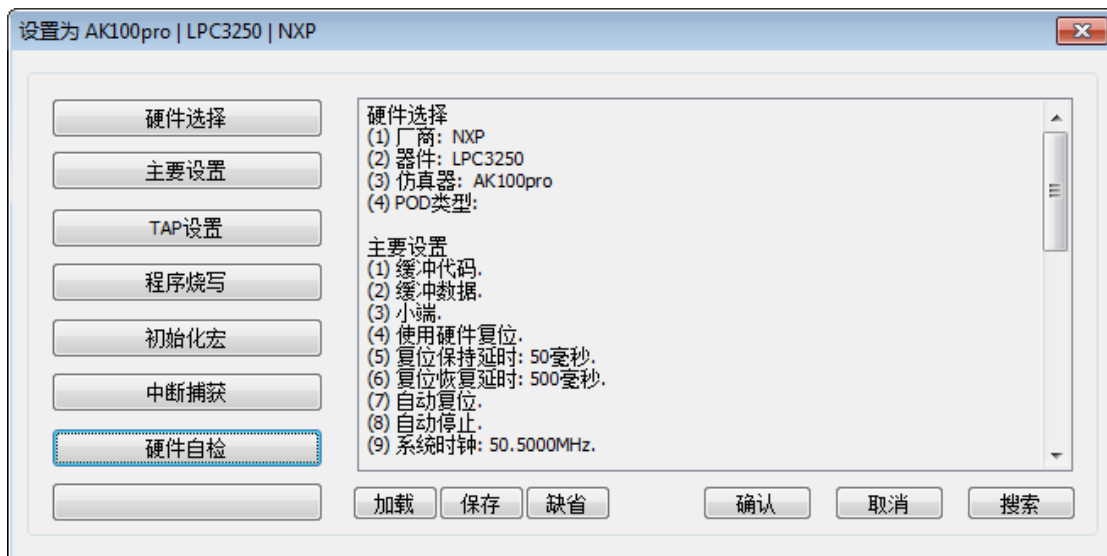 设置为 AK100pro | LPC3250 | NXP
硬件选择
主要设置
TAP设置
程序烧写
初始化宏
中断捕获
硬件自检
硬件选择
(1) 厂商: NXP
(2) 器件: LPC3250
(3) 仿真器: AK100pro
(4) POD类型:
主要设置
(1) 缓冲代码.
(2) 缓冲数据.
(3) 小端.
(4) 使用硬件复位.
(5) 复位保持延时: 50毫秒.
(6) 复位恢复延时: 500毫秒.
(7) 自动复位.
(8) 自动停止.
(9) 系统时钟: 50.5000MHz.
加载 保存 缺省 确认 取消 搜索